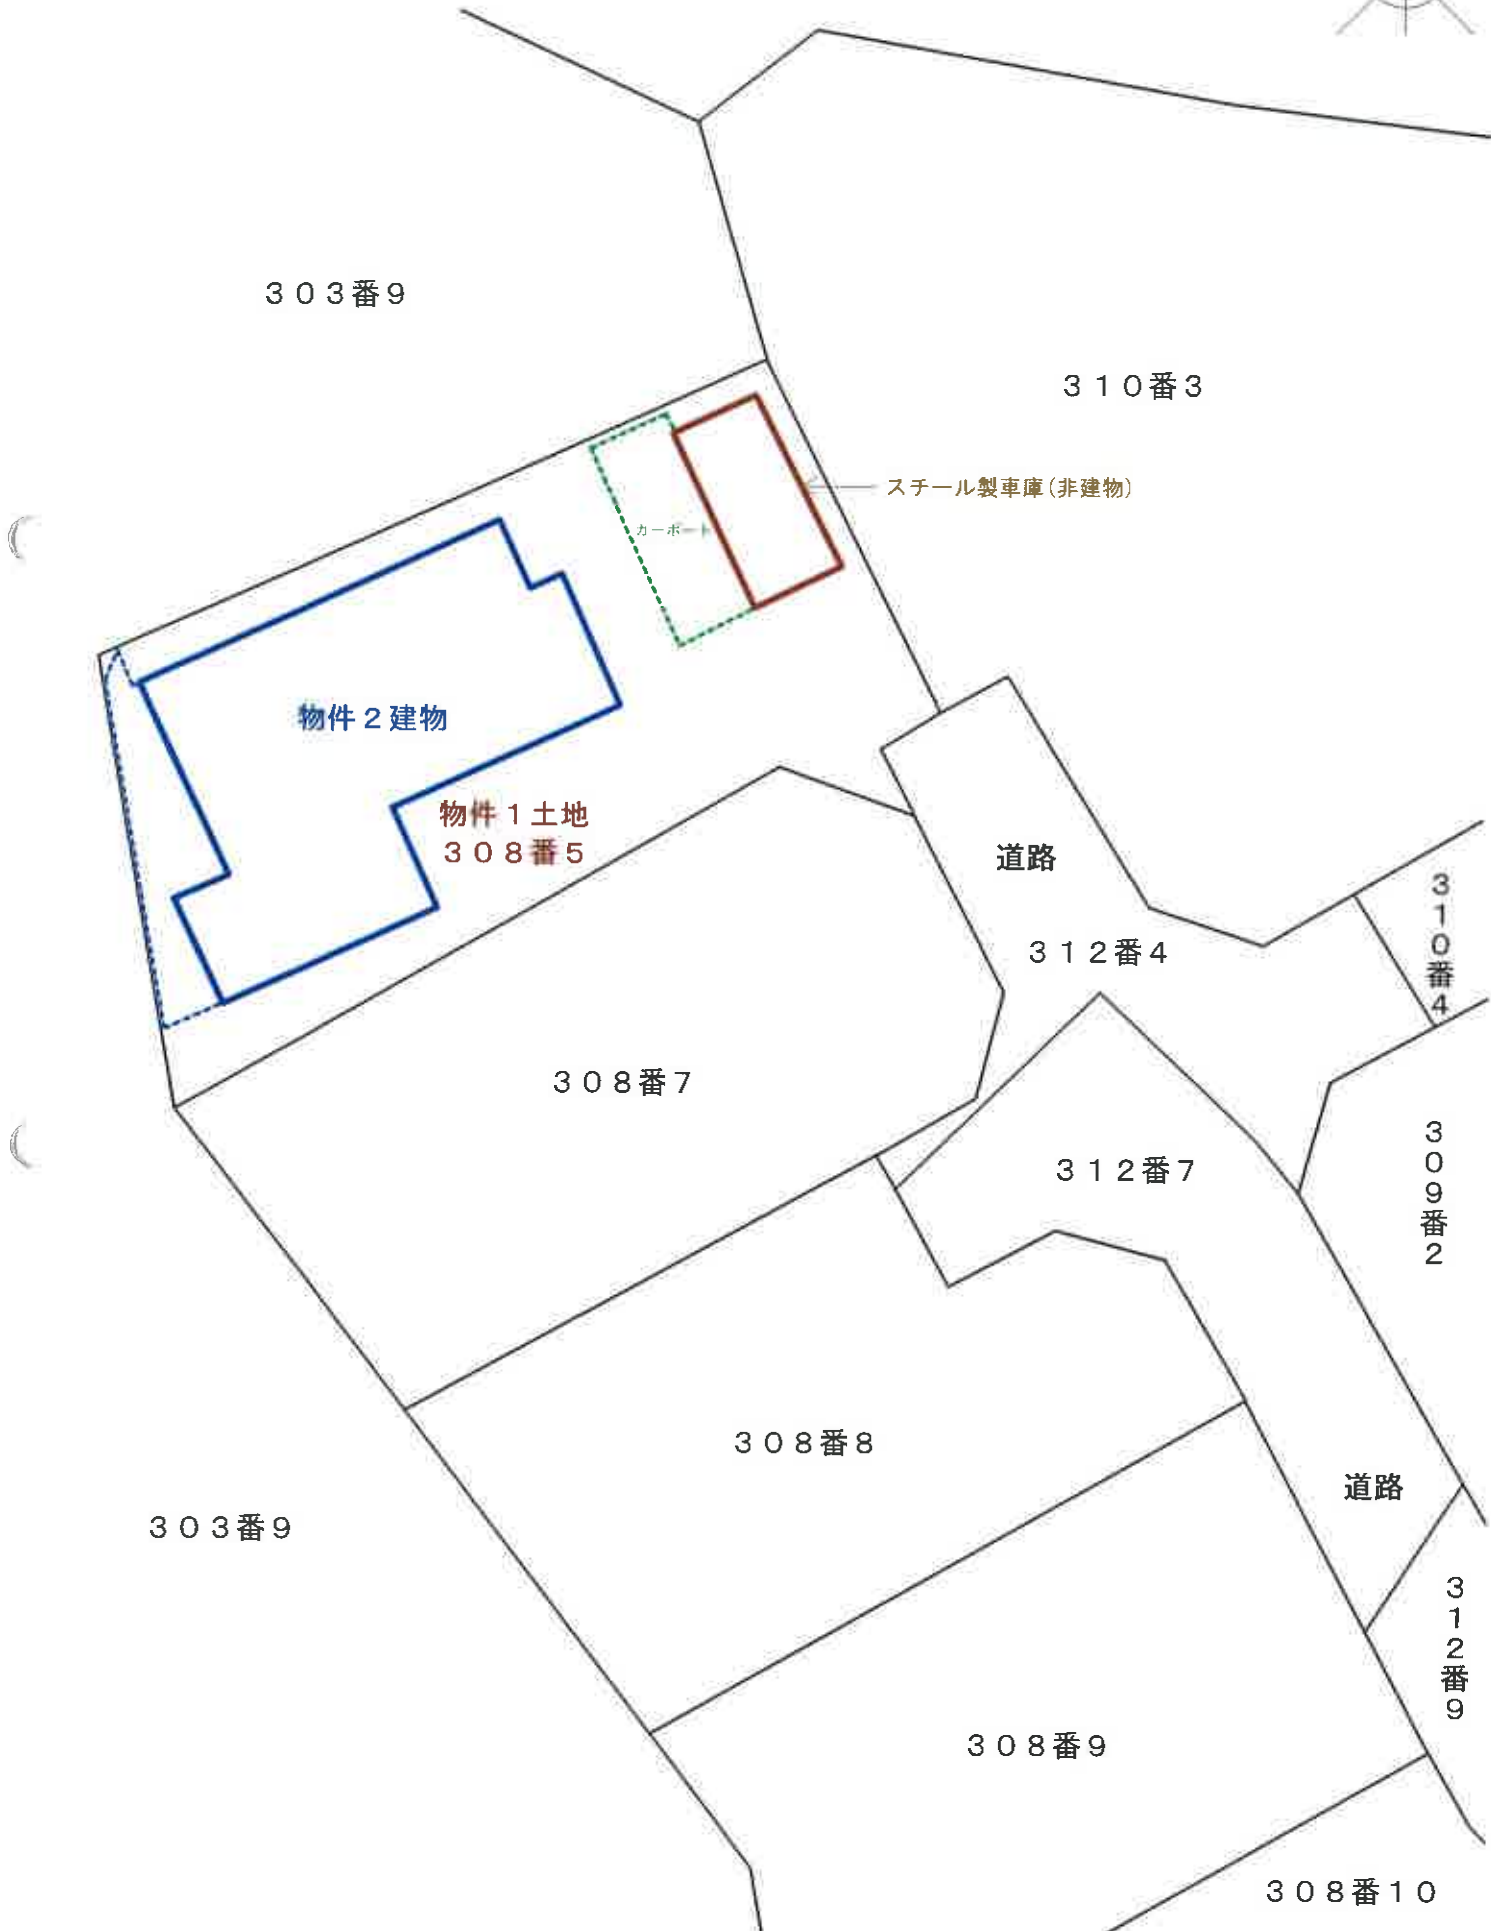 ３０３番９
３１０番３
スチール製車庫(非建物)
カーポート
物件２建物
物件１土地
３０８番５
道路
３１２番４
３１０番４
３０８番７
３１２番７
３０９番２
３０８番８
道路
３０３番９
３１２番９
３０８番９
３０８番１０